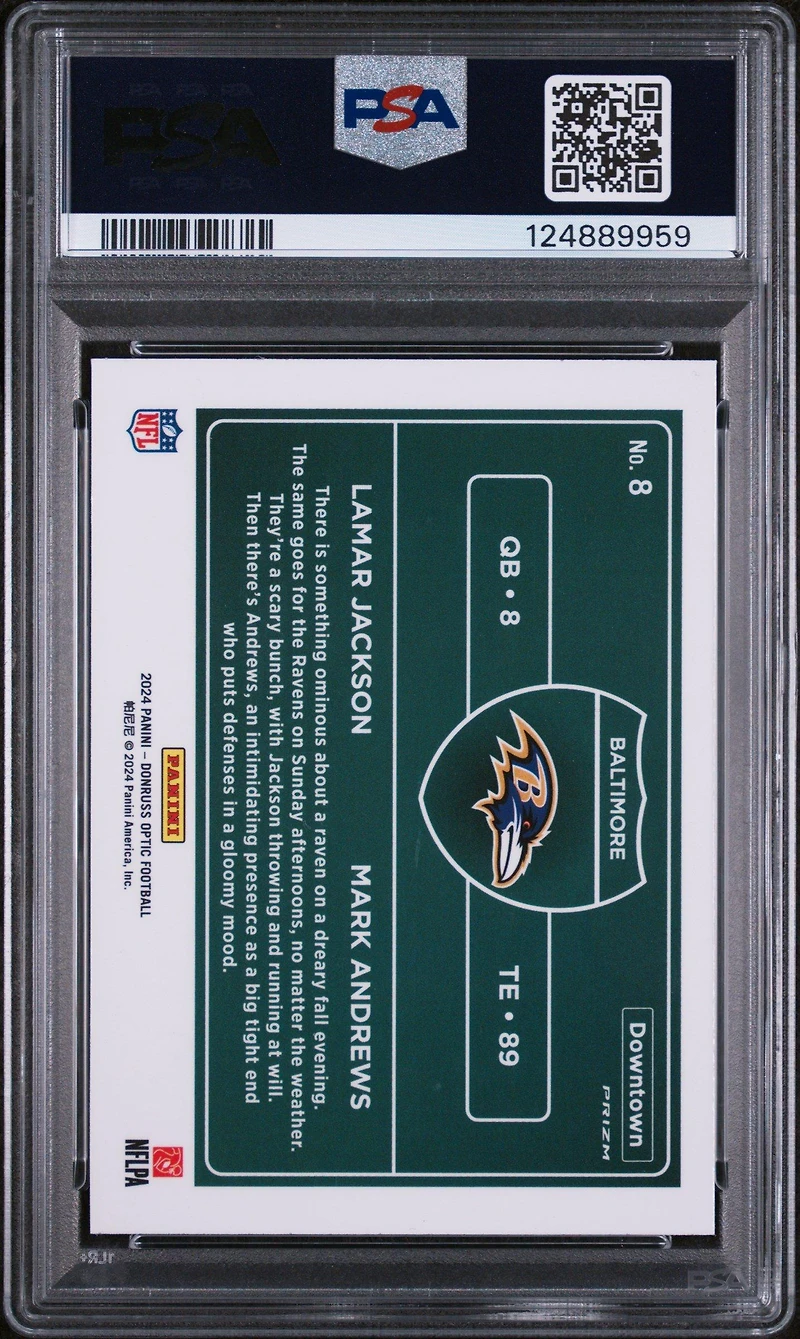 PSA
124889959
No. 8
Downtown
PRIZM
BALTIMORE
QB • 8
TE • 89
B
LAMAR JACKSON
MARK ANDREWS
There is something ominous about a raven on a dreary fall evening.
The same goes for the Ravens on Sunday afternoons, no matter the weather.
They're a scary bunch, with Jackson throwing and running at will.
Then there's Andrews, an intimidating presence as a big tight end
who puts defenses in a gloomy mood.
NFL
PANINI
2024 PANINI – DONRUSS OPTIC FOOTBALL
帕尼尼 © 2024 Panini America, Inc.
NFLPA
PSA